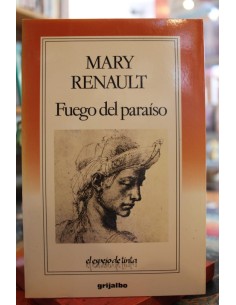 MARY
RENAULT
Fuego del paraíso
el espejo de tinta
grijalbo